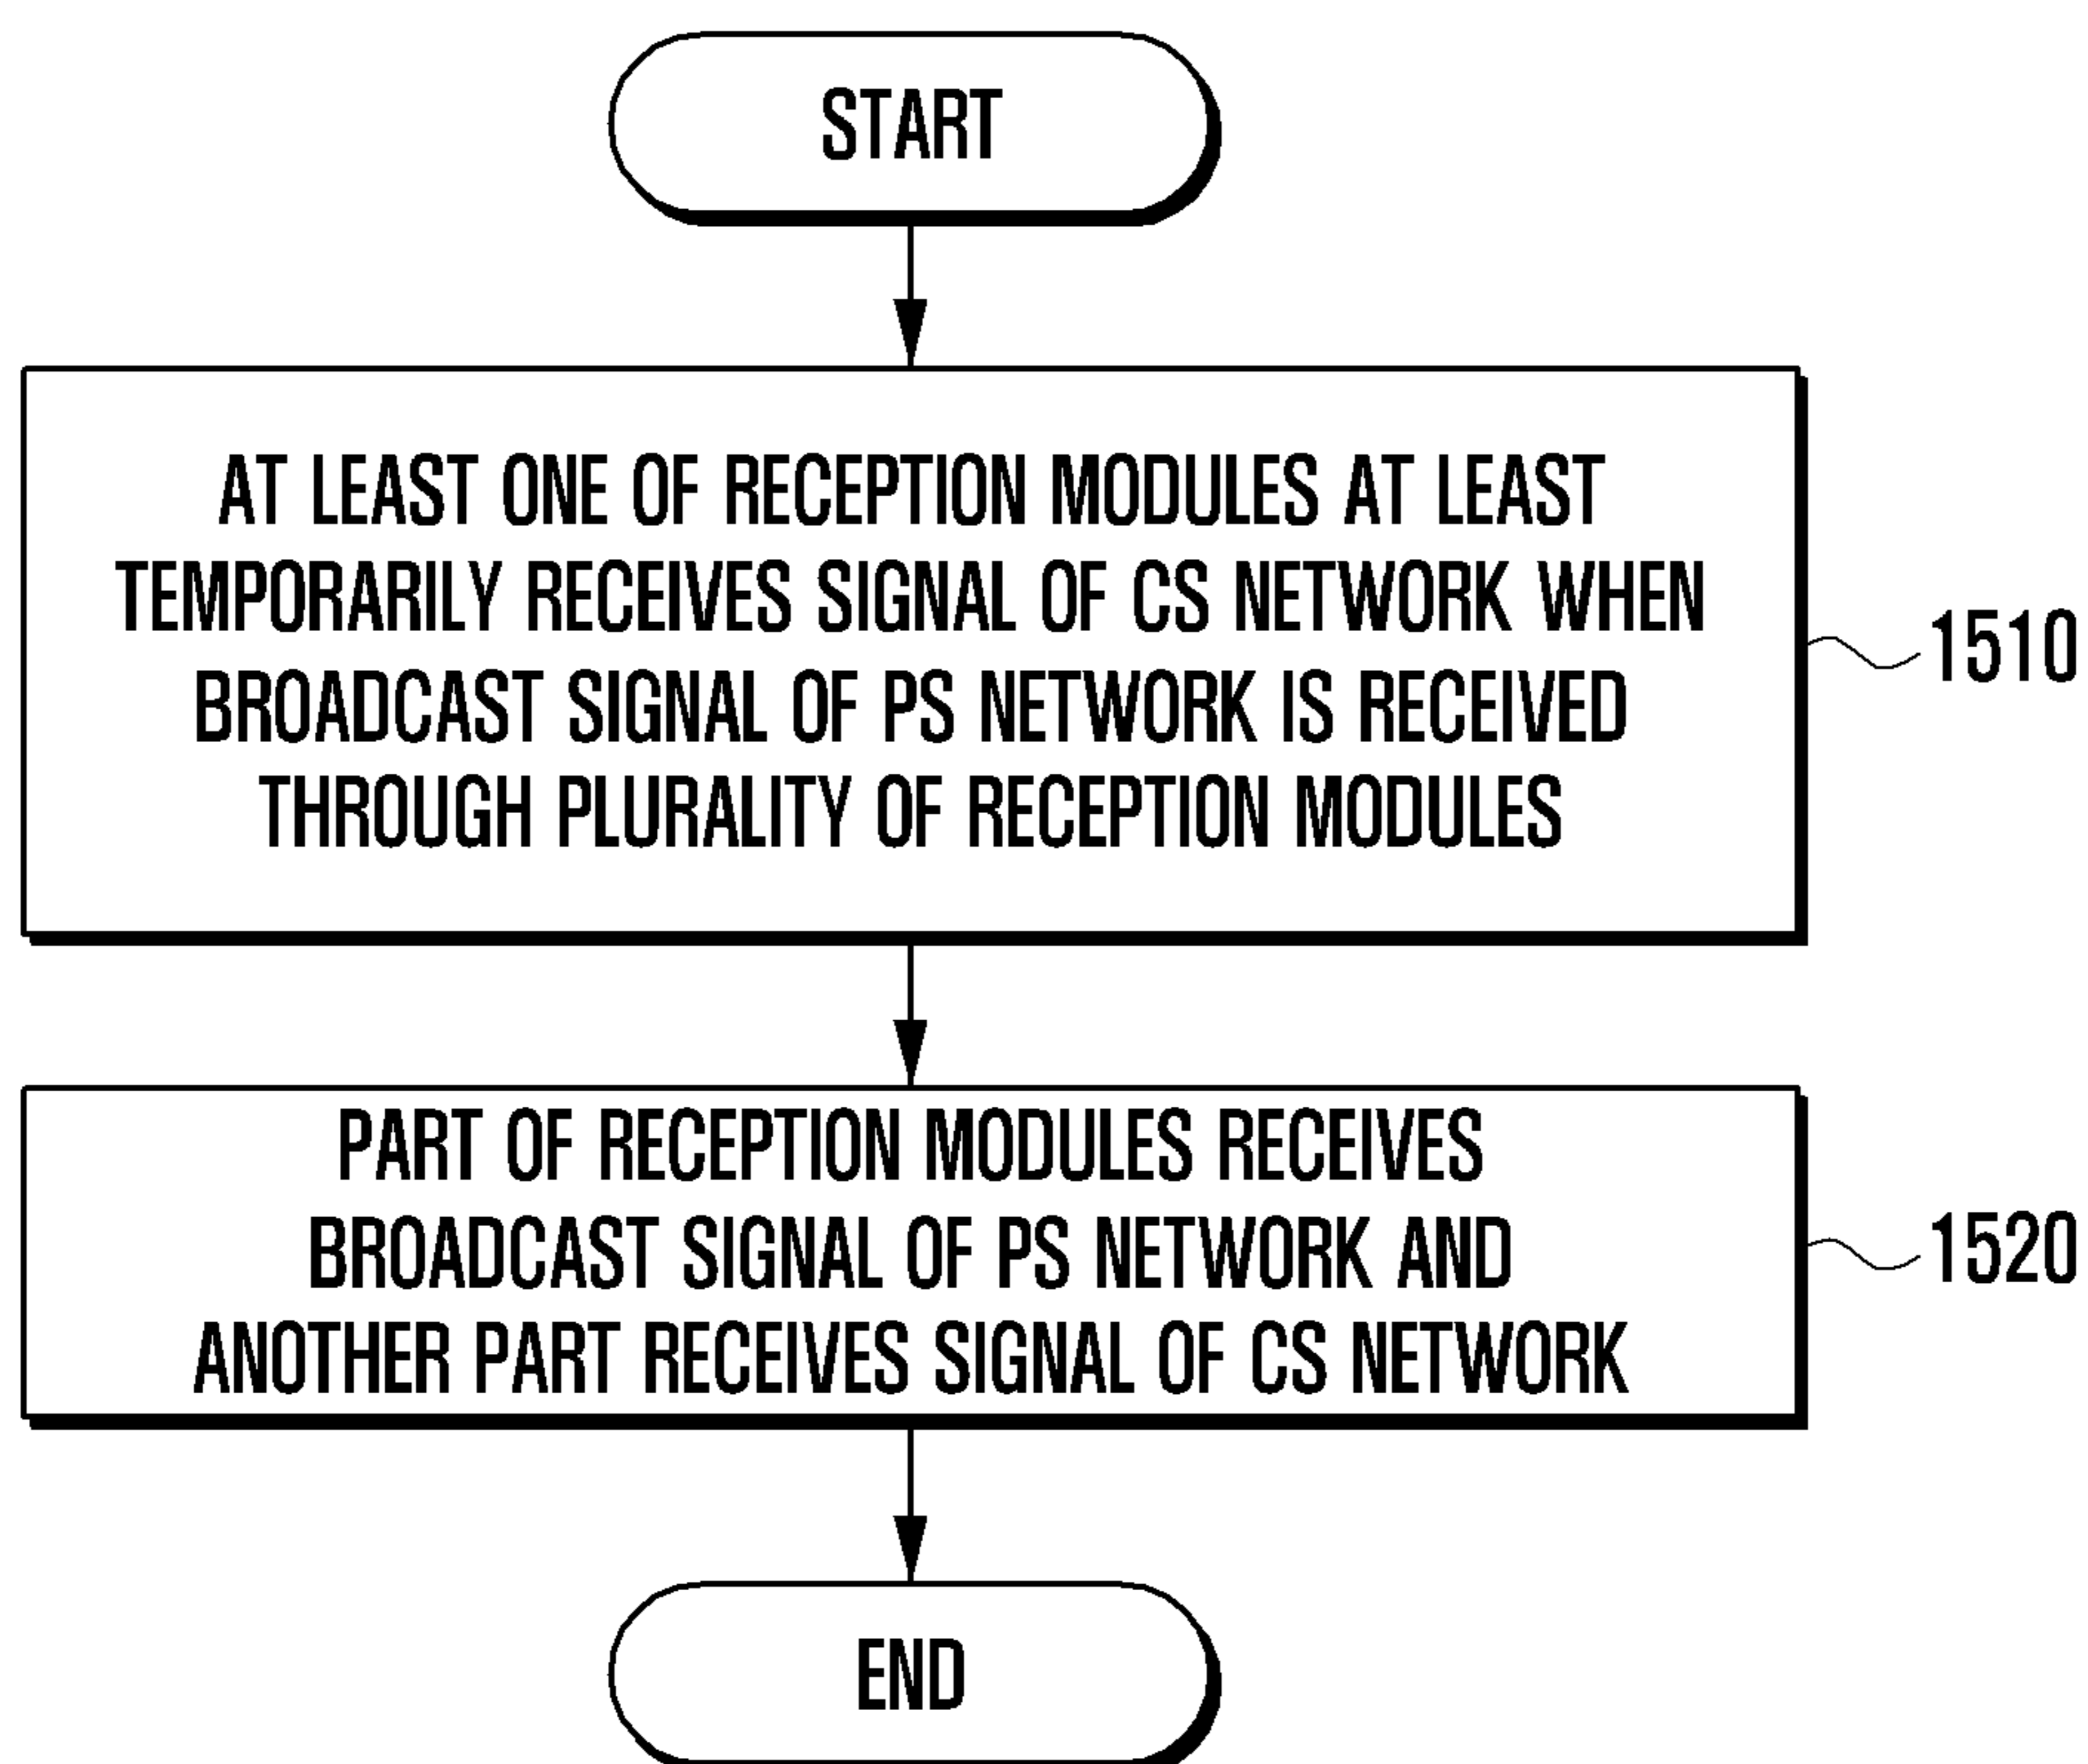 START
AT LEAST ONE OF RECEPTION MODULES AT LEAST
TEMPORARILY RECEIVES SIGNAL OF CS NETWORK WHEN
BROADCAST SIGNAL OF PS NETWORK IS RECEIVED
THROUGH PLURALITY OF RECEPTION MODULES
1510
PART OF RECEPTION MODULES RECEIVES
BROADCAST SIGNAL OF PS NETWORK AND
ANOTHER PART RECEIVES SIGNAL OF CS NETWORK
1520
END